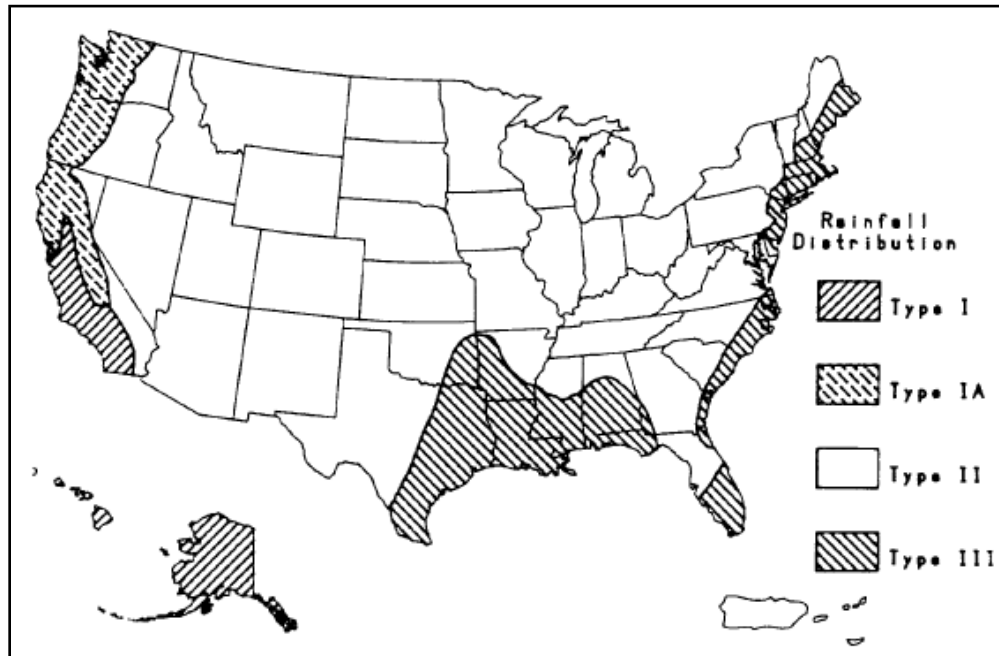 Rainfall
Distribution
Type I
Type IA
Type II
Type III